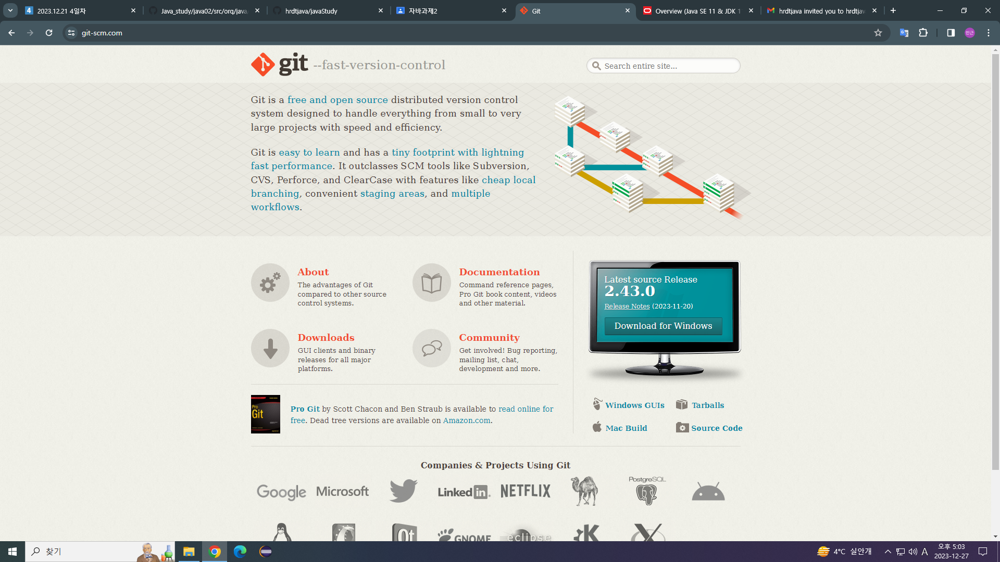 2023.12.21 4일차
Java_study/java02/src/org/java
hrdtjava/javaStudy
자바과제2
Git
Overview (Java SE 11 & JDK 1
hrdtjava invited you to hrdtjav
git-scm.com
민근
git --fast-version-control
Search entire site...
Git is a free and open source distributed version control
system designed to handle everything from small to very
large projects with speed and efficiency.
Git is easy to learn and has a tiny footprint with lightning
fast performance. It outclasses SCM tools like Subversion,
CVS, Perforce, and ClearCase with features like cheap local
branching, convenient staging areas, and multiple
workflows.
About
The advantages of Git
compared to other source
control systems.
Documentation
Command reference pages,
Pro Git book content, videos
and other material.
Downloads
GUI clients and binary
releases for all major
platforms.
Community
Get involved! Bug reporting,
mailing list, chat,
development and more.
Latest source Release
2.43.0
Release Notes (2023-11-20)
Download for Windows
Pro
Git
Pro Git by Scott Chacon and Ben Straub is available to read online for
free. Dead tree versions are available on Amazon.com.
Windows GUIs
Tarballs
Mac Build
Source Code
Companies & Projects Using Git
Google
Microsoft
Linked in
NETFLIX
PostgreSQL
Qt
GNOME
eclipse
K
X
찾기
4°C 실안개
A
오후 5:03
2023-12-27